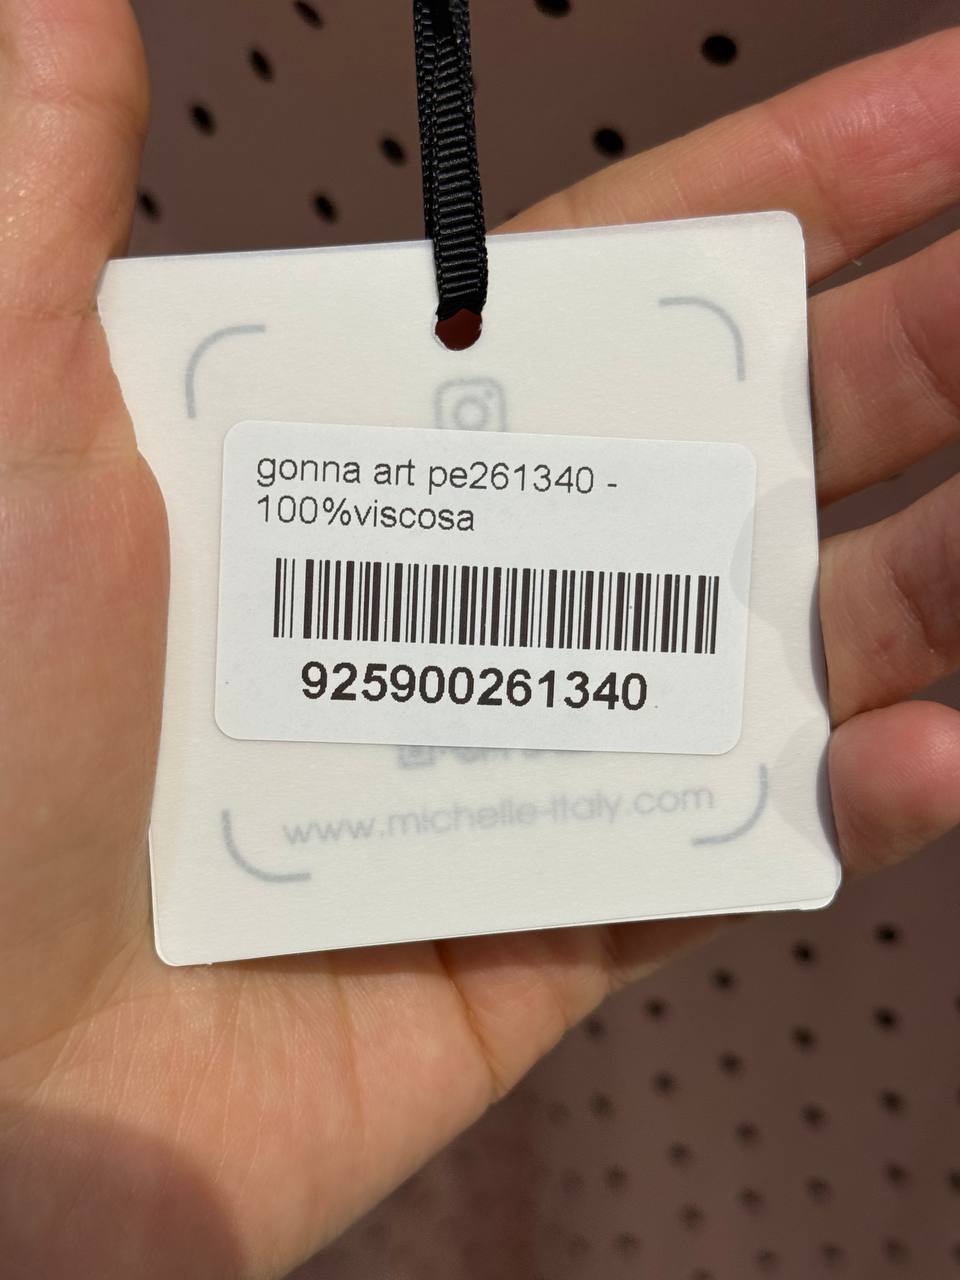 gonna art pe261340 -
100%viscosa
925900261340
www.michelle-italy.com